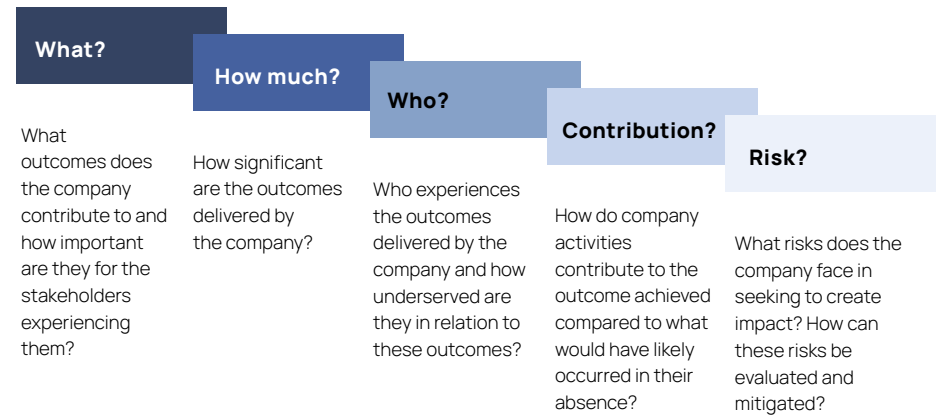 What?
What
outcomes does
the company
contribute to and
how important
are they for the
stakeholders
experiencing
them?
How much?
How significant
are the outcomes
delivered by
the company?
Who?
Who experiences
the outcomes
delivered by the
company and how
underserved are
they in relation to
these outcomes?
Contribution?
How do company
activities
contribute to the
outcome achieved
compared to what
would have likely
occurred in their
absence?
Risk?
What risks does the
company face in
seeking to create
impact? How can
these risks be
evaluated and
mitigated?